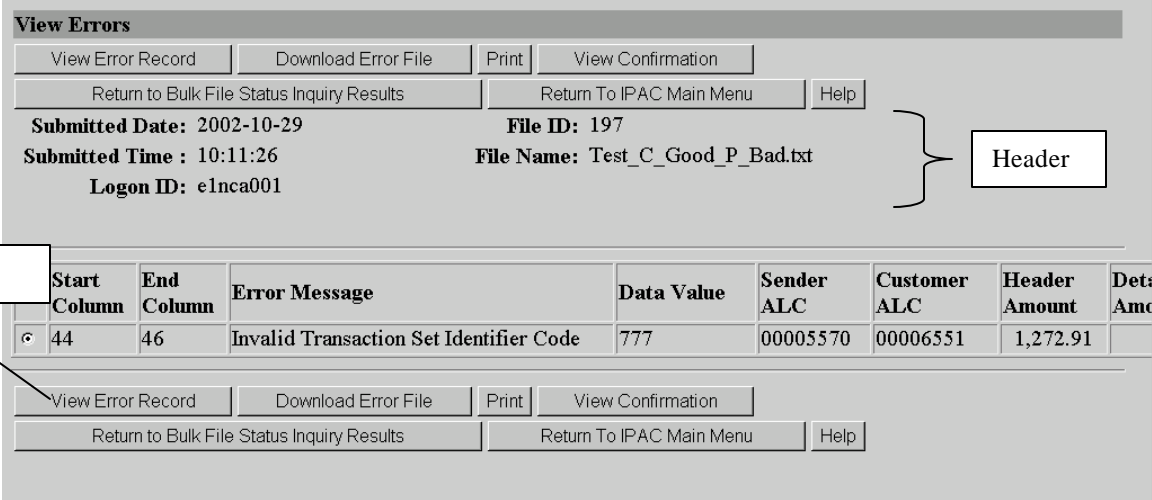 View Errors
View Error Record Download Error File Print View Confirmation
Return to Bulk File Status Inquiry Results Return To IPAC Main Menu Help
Submitted Date: 2002-10-29 File ID: 197
Submitted Time : 10:11:26 File Name: Test_C_Good_P_Bad.txt
Logon ID: e1nca001
Header
Start Column End Column Error Message Data Value Sender ALC Customer ALC Header Amount
44 46 Invalid Transaction Set Identifier Code 777 00005570 00006551 1,272.91
View Error Record Download Error File Print View Confirmation
Return to Bulk File Status Inquiry Results Return To IPAC Main Menu Help